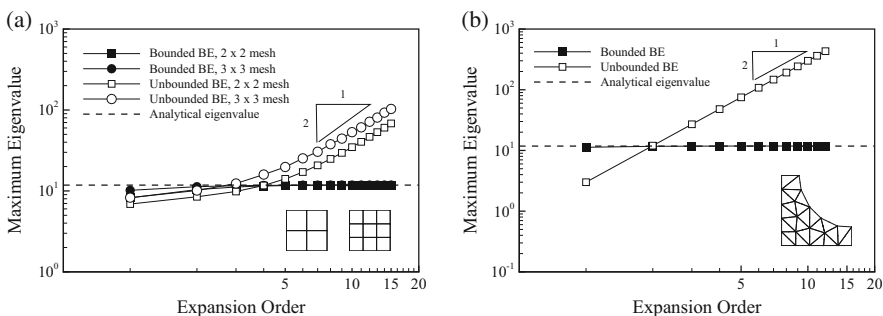 (a)
Maximum Eigenvalue
10³
10²
10¹
10⁰
Bounded BE, 2 x 2 mesh
Bounded BE, 3 x 3 mesh
Unbounded BE, 2 x 2 mesh
Unbounded BE, 3 x 3 mesh
Analytical eigenvalue
1
2
5 10 15 20
Expansion Order
(b)
Maximum Eigenvalue
10³
10²
10¹
10⁰
10⁻¹
Bounded BE
Unbounded BE
Analytical eigenvalue
1
2
5 10 15 20
Expansion Order